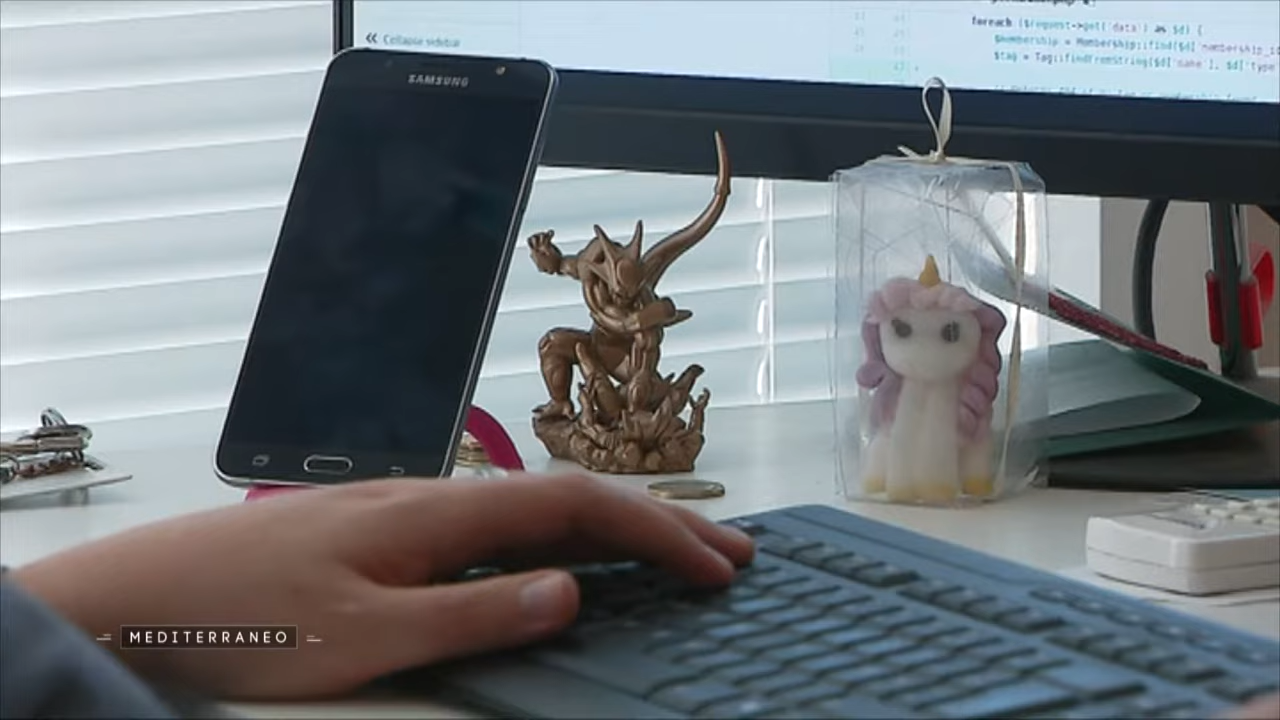 « Collapse sidebar
foreach ($request->get('data') as $d) {
$membership = Membership::find($d['membership_id
$tag = Tag::findFromString($d['name'], $d['type'
SAMSUNG
MEDITERRANEO